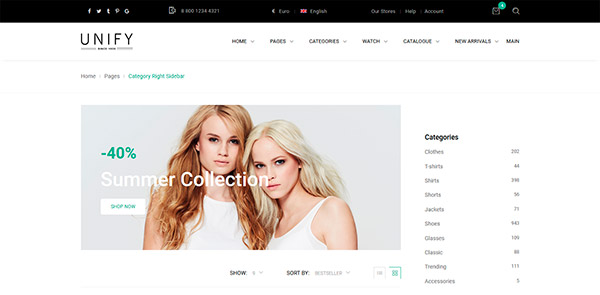 8 800 1234 4321 € Euro English Our Stores Help Account 4
UNIFY
HOME PAGES CATEGORIES WATCH CATALOGUE NEW ARRIVALS MAIN
Home Pages Category Right Sidebar
-40%
Summer Collection
SHOP NOW
Categories
Clothes 202
T-shirts 44
Shirts 398
Shorts 56
Jackets 71
Shoes 943
Glasses 109
Classic 88
Trending 111
Accessories 5
SHOW: 6 SORT BY: BESTSELLER